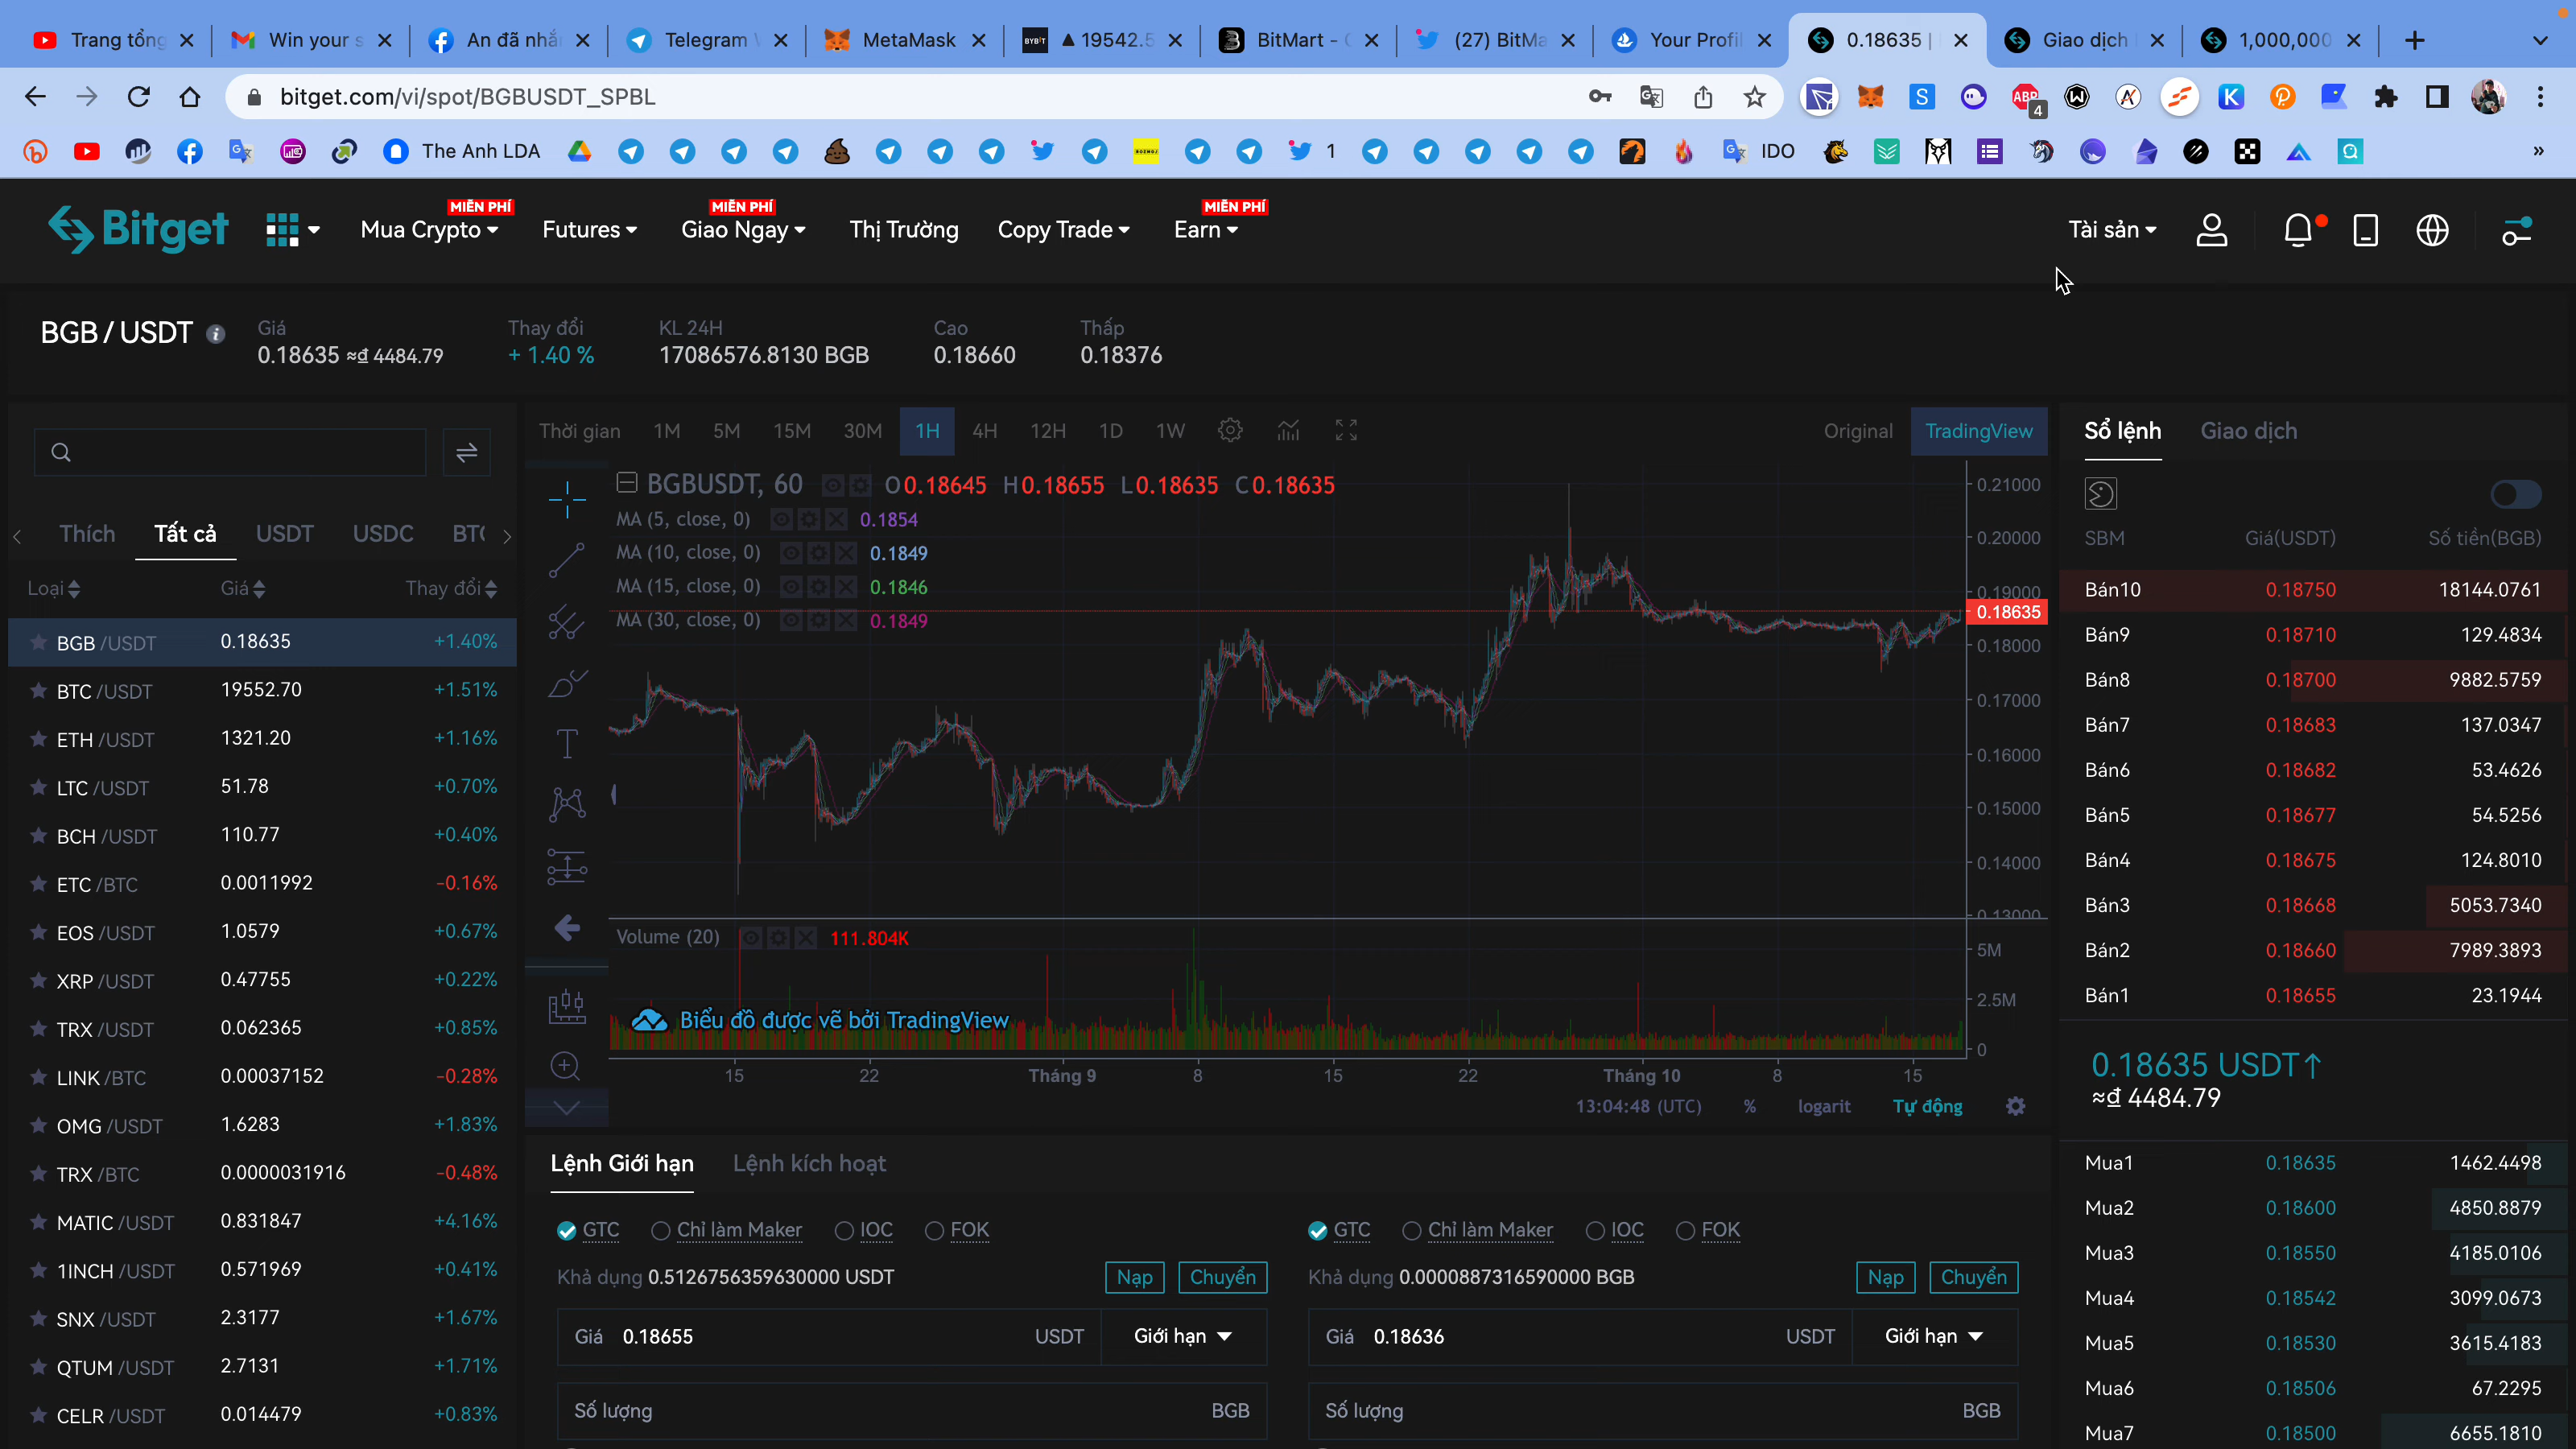 Trang tổng
Win your s
An đã nhắ
Telegram
MetaMask
BYBIT
▲ 19542.5
BitMart -
(27) BitMa
Your Profil
0.18635 |
Giao dịch
1,000,000
bitget.com/vi/spot/BGBUSDT_SPBL
ABP
4
The Anh LDA
1
IDO
»
Bitget
Mua Crypto
MIỄN PHÍ
Futures
Giao Ngay
MIỄN PHÍ
Thị Trường
Copy Trade
Earn
MIỄN PHÍ
Tài sản
BGB / USDT
Giá
0.18635 ≈₫ 4484.79
Thay đổi
+ 1.40 %
KL 24H
17086576.8130 BGB
Cao
0.18660
Thấp
0.18376
Thích Tất cả USDT USDC BTC
Loại Giá Thay đổi
BGB /USDT 0.18635 +1.40%
BTC /USDT 19552.70 +1.51%
ETH /USDT 1321.20 +1.16%
LTC /USDT 51.78 +0.70%
BCH /USDT 110.77 +0.40%
ETC /BTC 0.0011992 -0.16%
EOS /USDT 1.0579 +0.67%
XRP /USDT 0.47755 +0.22%
TRX /USDT 0.062365 +0.85%
LINK /BTC 0.00037152 -0.28%
OMG /USDT 1.6283 +1.83%
TRX /BTC 0.0000031916 -0.48%
MATIC /USDT 0.831847 +4.16%
1INCH /USDT 0.571969 +0.41%
SNX /USDT 2.3177 +1.67%
QTUM /USDT 2.7131 +1.71%
CELR /USDT 0.014479 +0.83%
Thời gian 1M 5M 15M 30M 1H 4H 12H 1D 1W
Original TradingView
BGBUSDT, 60 O0.18645 H0.18655 L0.18635 C0.18635
MA (5, close, 0) 0.1854
MA (10, close, 0) 0.1849
MA (15, close, 0) 0.1846
MA (30, close, 0) 0.1849
0.21000
0.20000
0.19000
0.18635
0.18000
0.17000
0.16000
0.15000
0.14000
0.13000
Volume (20) 111.804K
5M
2.5M
0
Biểu đồ được vẽ bởi TradingView
15 22 Tháng 9 8 15 22 Tháng 10 8 15
13:04:48 (UTC) % logarit Tự động
Lệnh Giới hạn Lệnh kích hoạt
GTC Chỉ làm Maker IOC FOK
Khả dụng 0.5126756359630000 USDT Nạp Chuyển
Giá 0.18655 USDT Giới hạn
Số lượng BGB
GTC Chỉ làm Maker IOC FOK
Khả dụng 0.0000887316590000 BGB Nạp Chuyển
Giá 0.18636 USDT Giới hạn
Số lượng BGB
Sổ lệnh Giao dịch
SBM Giá(USDT) Số tiền(BGB)
Bán10 0.18750 18144.0761
Bán9 0.18710 129.4834
Bán8 0.18700 9882.5759
Bán7 0.18683 137.0347
Bán6 0.18682 53.4626
Bán5 0.18677 54.5256
Bán4 0.18675 124.8010
Bán3 0.18668 5053.7340
Bán2 0.18660 7989.3893
Bán1 0.18655 23.1944
0.18635 USDT↑
≈₫ 4484.79
Mua1 0.18635 1462.4498
Mua2 0.18600 4850.8879
Mua3 0.18550 4185.0106
Mua4 0.18542 3099.0673
Mua5 0.18530 3615.4183
Mua6 0.18506 67.2295
Mua7 0.18500 6655.1810